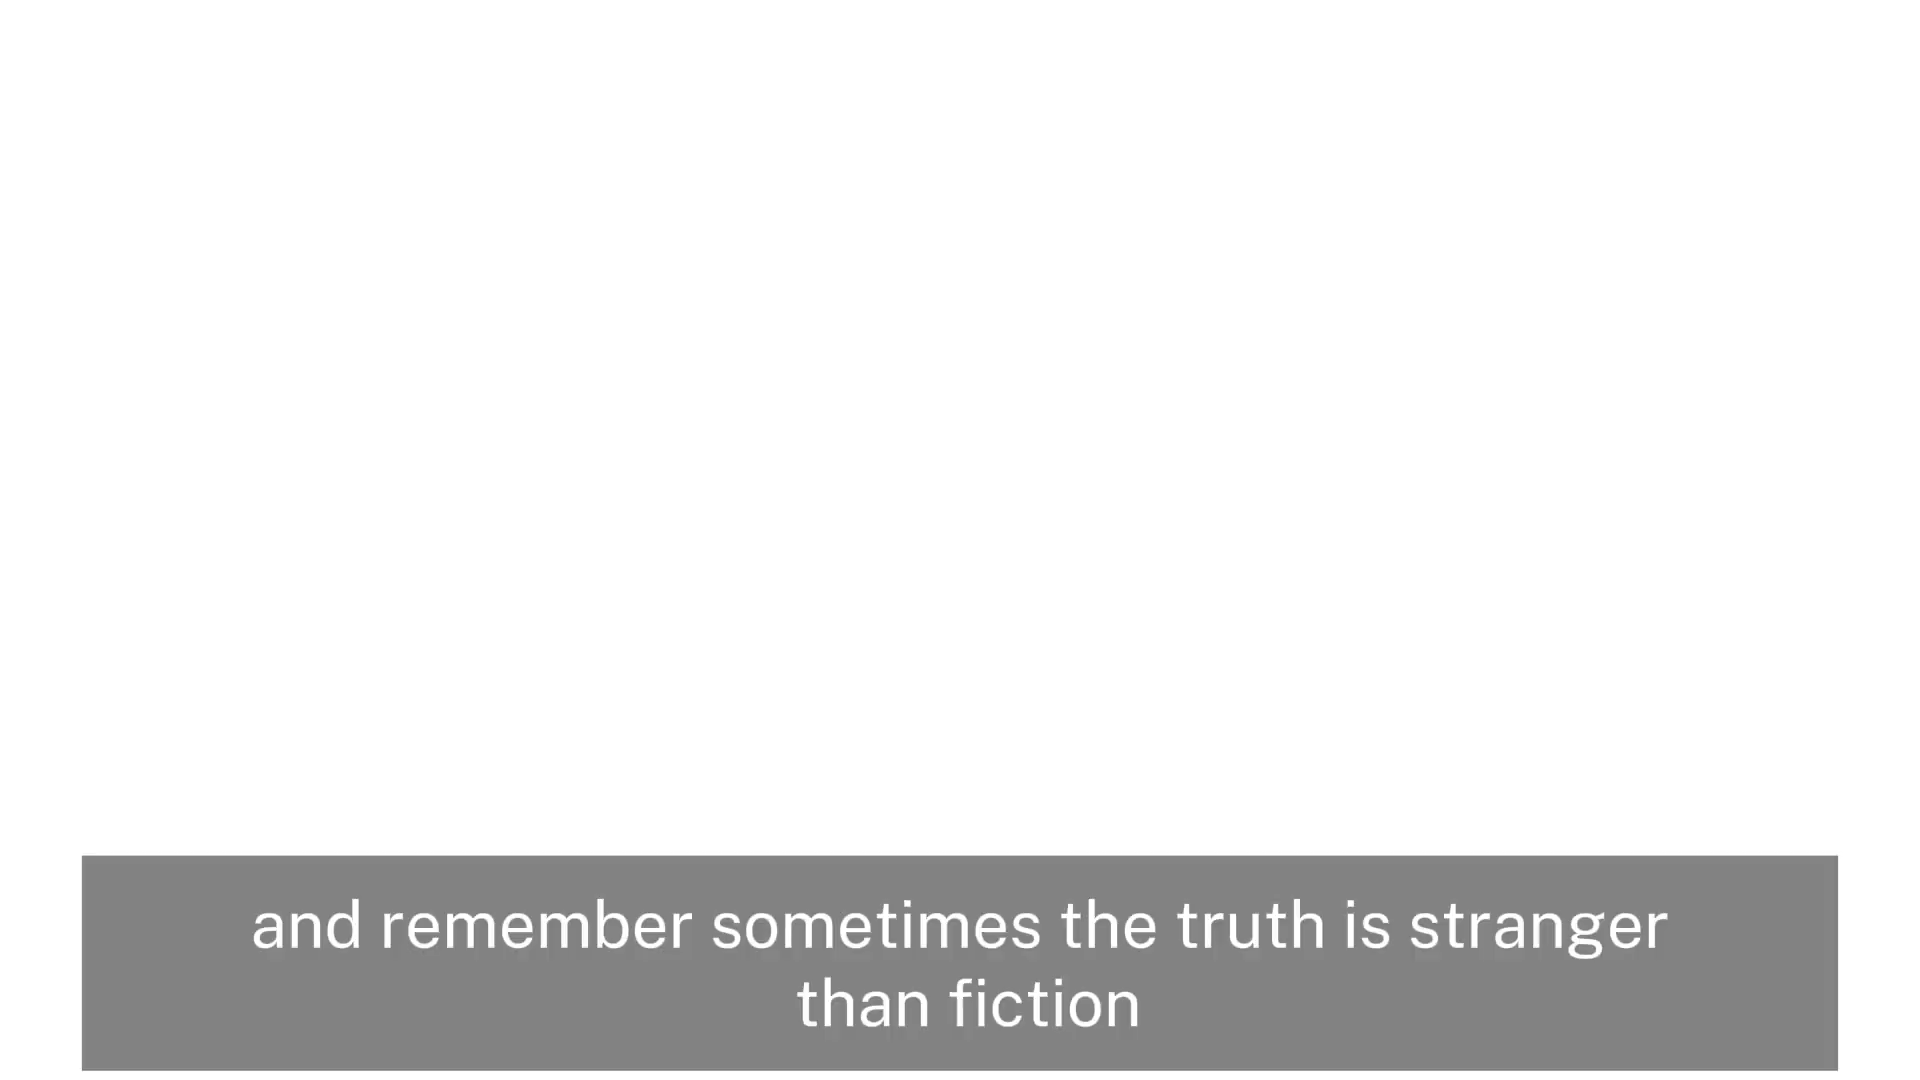 and remember sometimes the truth is stranger
than fiction